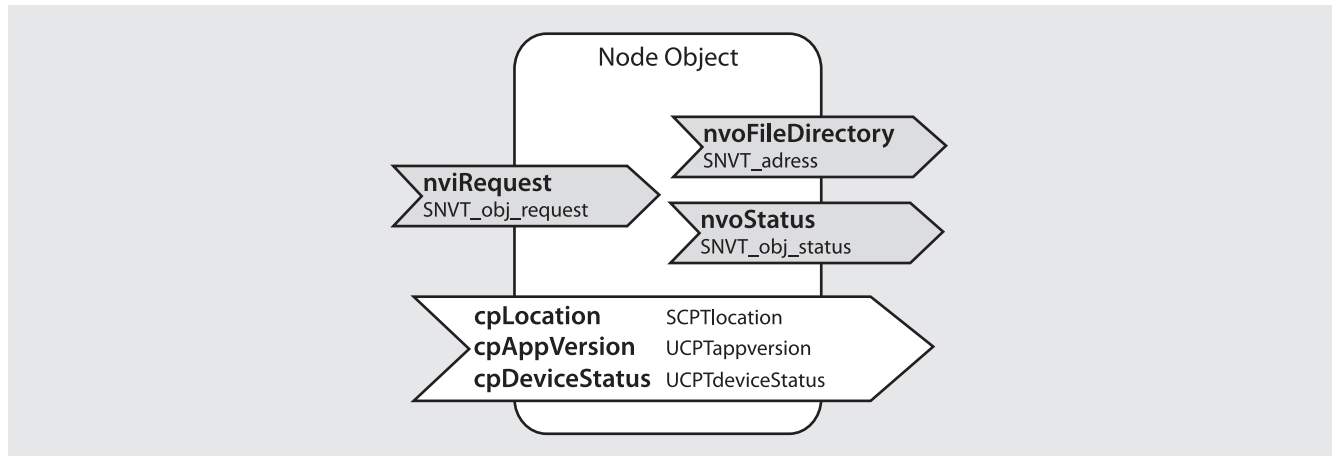 Node Object
nvoFileDirectory
SNVT_adress
nviRequest
SNVT_obj_request
nvoStatus
SNVT_obj_status
cpLocation SCPTlocation
cpAppVersion UCPTappversion
cpDeviceStatus UCPTdeviceStatus